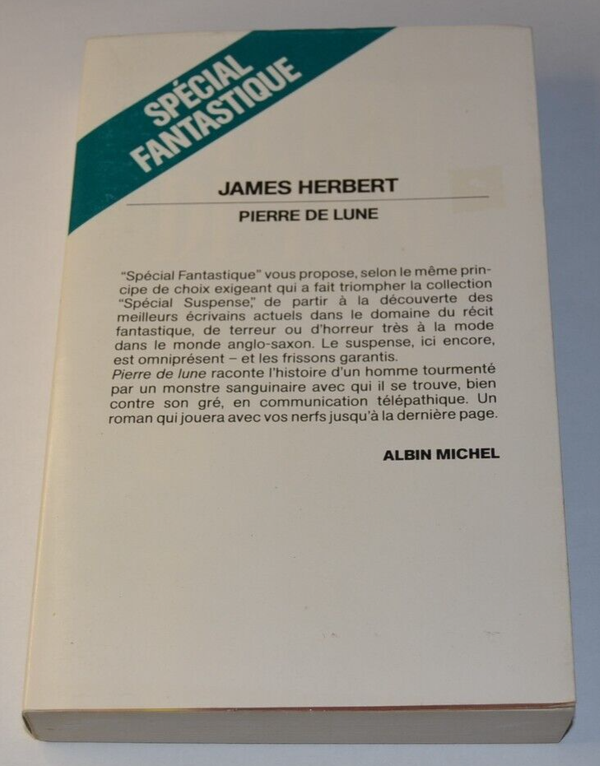 SPÉCIAL
FANTASTIQUE
JAMES HERBERT
PIERRE DE LUNE
"Spécial Fantastique" vous propose, selon le même prin-
cipe de choix exigeant qui a fait triompher la collection
"Spécial Suspense," de partir à la découverte des
meilleurs écrivains actuels dans le domaine du récit
fantastique, de terreur ou d'horreur très à la mode
dans le monde anglo-saxon. Le suspense, ici encore,
est omniprésent – et les frissons garantis.
Pierre de lune raconte l'histoire d'un homme tourmenté
par un monstre sanguinaire avec qui il se trouve, bien
contre son gré, en communication télépathique. Un
roman qui jouera avec vos nerfs jusqu'à la dernière page.
ALBIN MICHEL